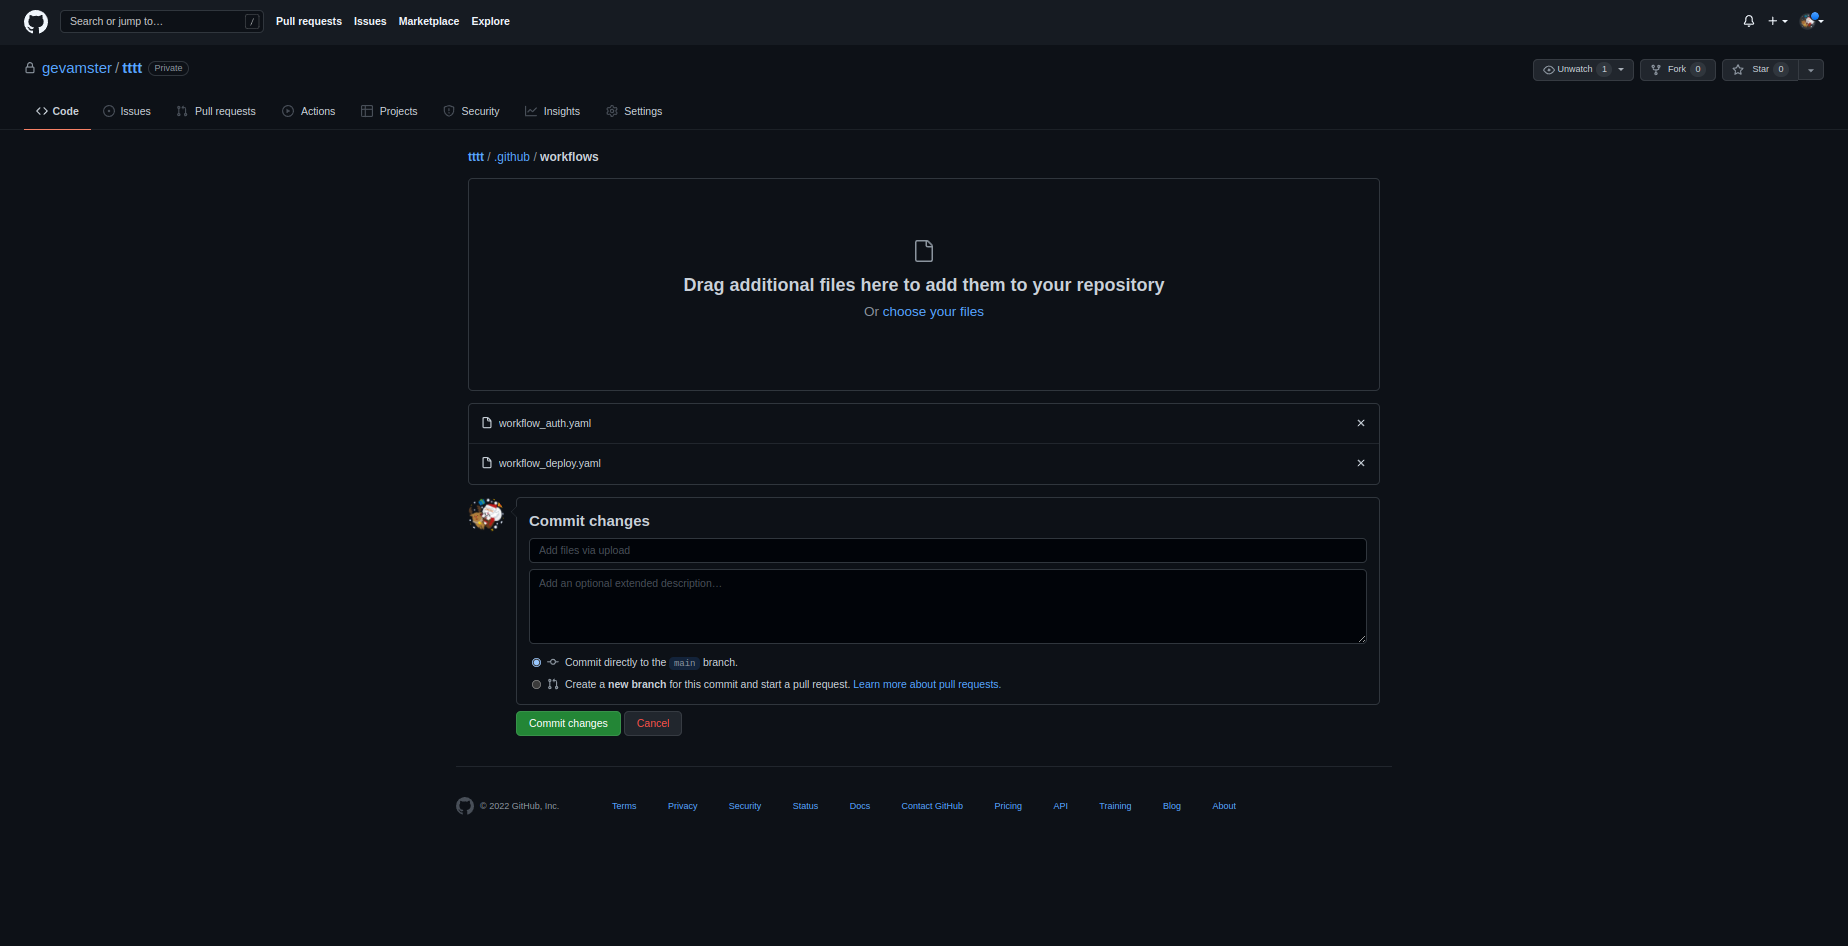 Search or jump to… / Pull requests Issues Marketplace Explore
gevamster / tttt Private Unwatch 1 Fork 0 Star 0
Code Issues Pull requests Actions Projects Security Insights Settings
tttt / .github / workflows
Drag additional files here to add them to your repository
Or choose your files
workflow_auth.yaml
workflow_deploy.yaml
Commit changes
Add files via upload
Add an optional extended description…
Commit directly to the main branch.
Create a new branch for this commit and start a pull request. Learn more about pull requests.
Commit changes Cancel
© 2022 GitHub, Inc. Terms Privacy Security Status Docs Contact GitHub Pricing API Training Blog About